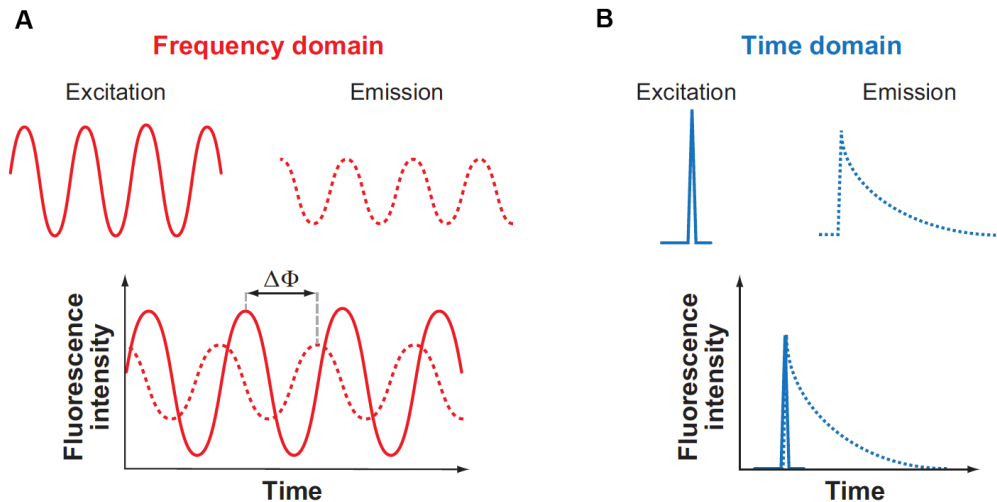 A
Frequency domain
Excitation
Emission
ΔΦ
Fluorescence
intensity
Time
B
Time domain
Excitation
Emission
Fluorescence
intensity
Time